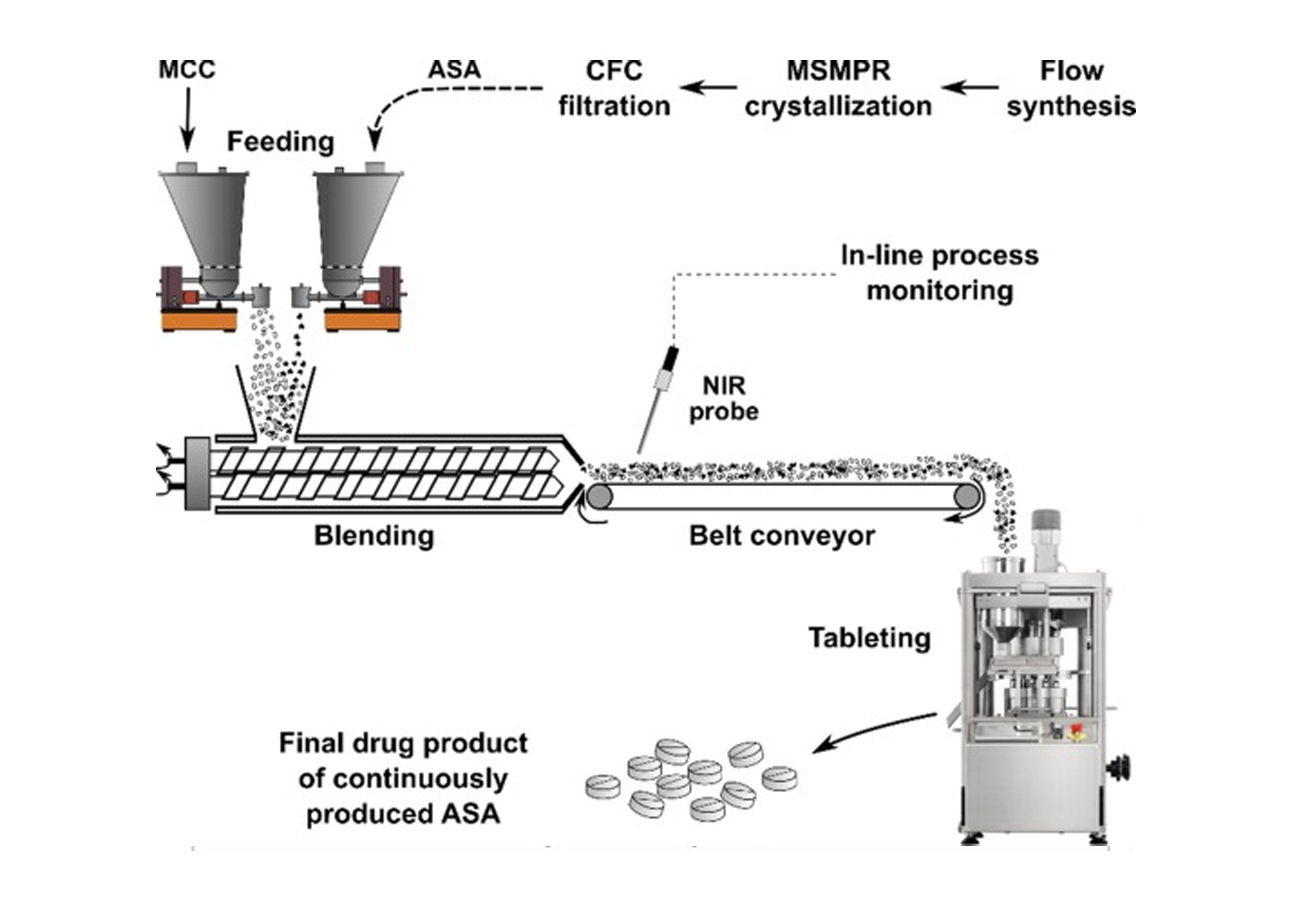 MCC
ASA
CFC
filtration
MSMPR
crystallization
Flow
synthesis
Feeding
In-line process
monitoring
NIR
probe
Blending
Belt conveyor
Tableting
Final drug product
of continuously
produced ASA